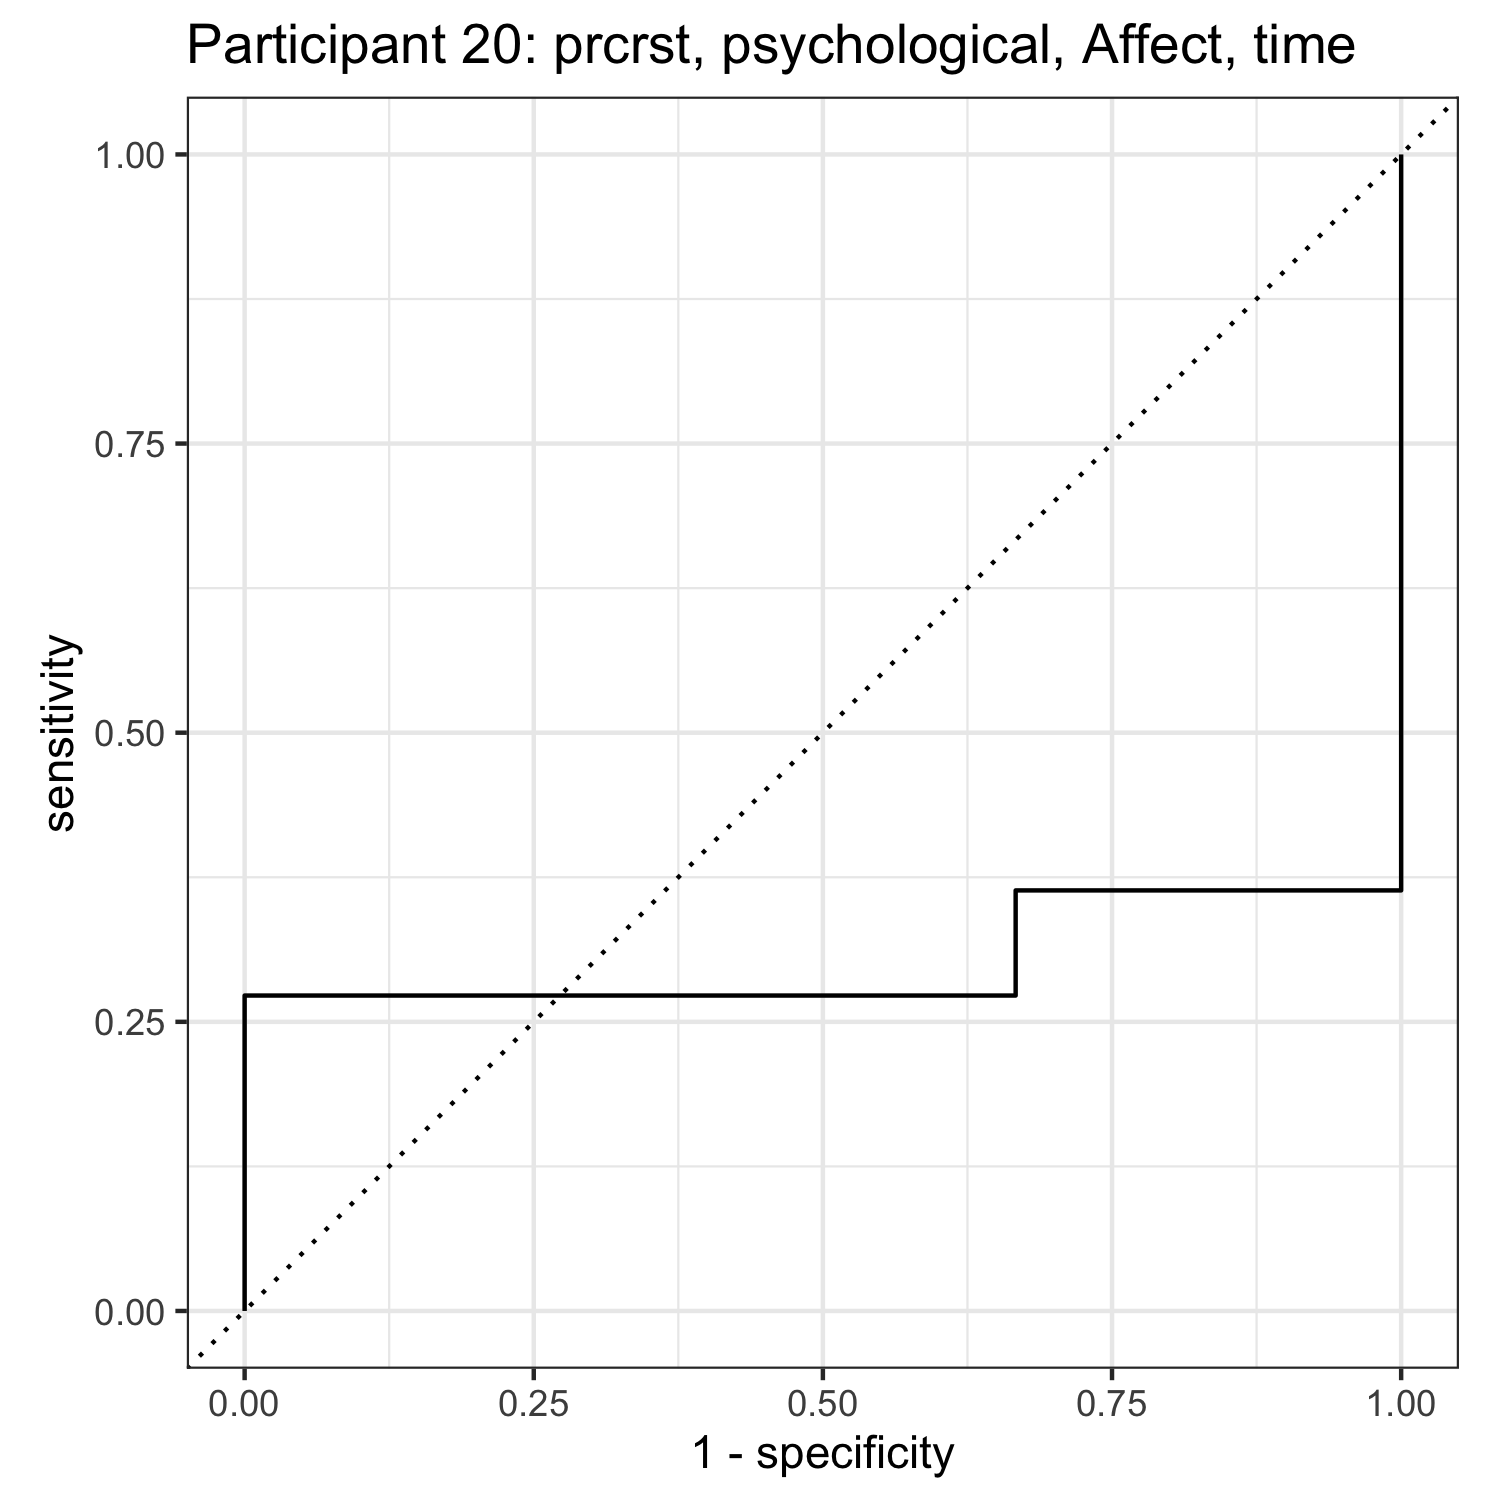 Participant 20: prcrst, psychological, Affect, time
1.00
0.75
0.50
0.25
0.00
sensitivity
0.00 0.25 0.50 0.75 1.00
1 - specificity